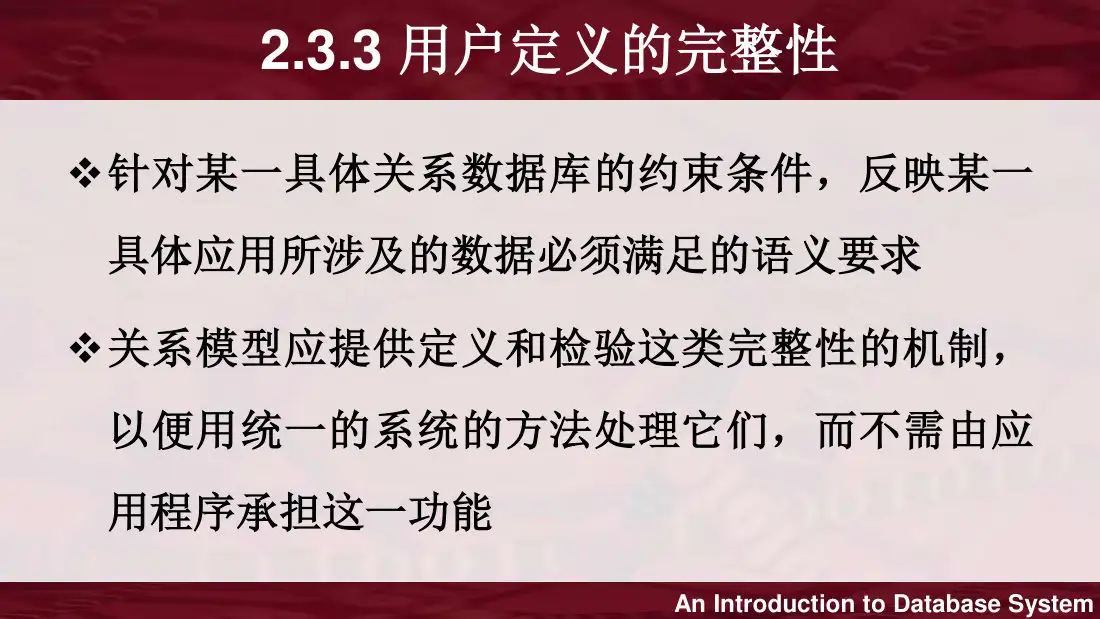 2.3.3 用户定义的完整性
❖针对某一具体关系数据库的约束条件，反映某一
具体应用所涉及的数据必须满足的语义要求
❖关系模型应提供定义和检验这类完整性的机制，
以便用统一的系统的方法处理它们，而不需由应
用程序承担这一功能
An Introduction to Database System